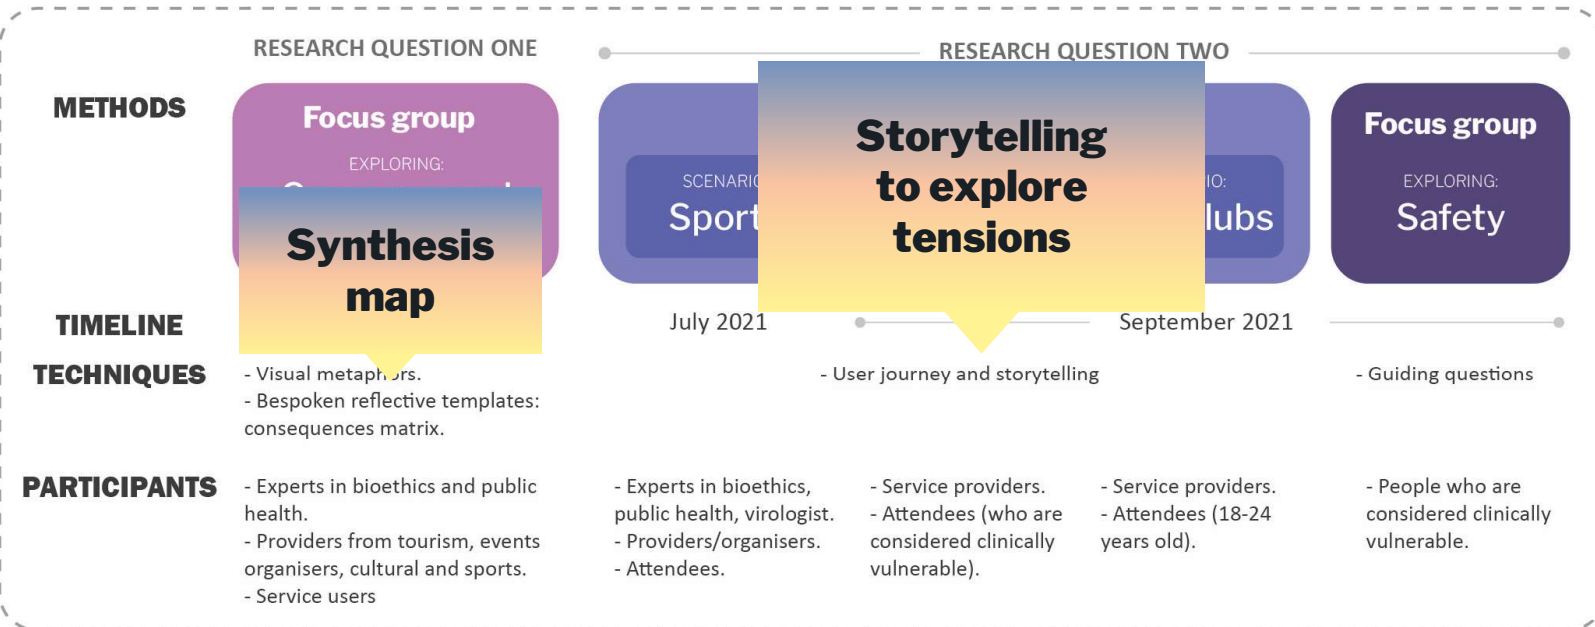 RESEARCH QUESTION ONE
RESEARCH QUESTION TWO
METHODS
Focus group
EXPLORING:
Synthesis
map
SCENARIO
Sport
Storytelling
to explore
tensions
IO:
lubs
Focus group
EXPLORING:
Safety
TIMELINE
July 2021
September 2021
TECHNIQUES
- Visual metaphors.
- Bespoken reflective templates:
consequences matrix.
- User journey and storytelling
- Guiding questions
PARTICIPANTS
- Experts in bioethics and public
health.
- Providers from tourism, events
organisers, cultural and sports.
- Service users
- Experts in bioethics,
public health, virologist.
- Providers/organisers.
- Attendees.
- Service providers.
- Attendees (who are
considered clinically
vulnerable).
- Service providers.
- Attendees (18-24
years old).
- People who are
considered clinically
vulnerable.